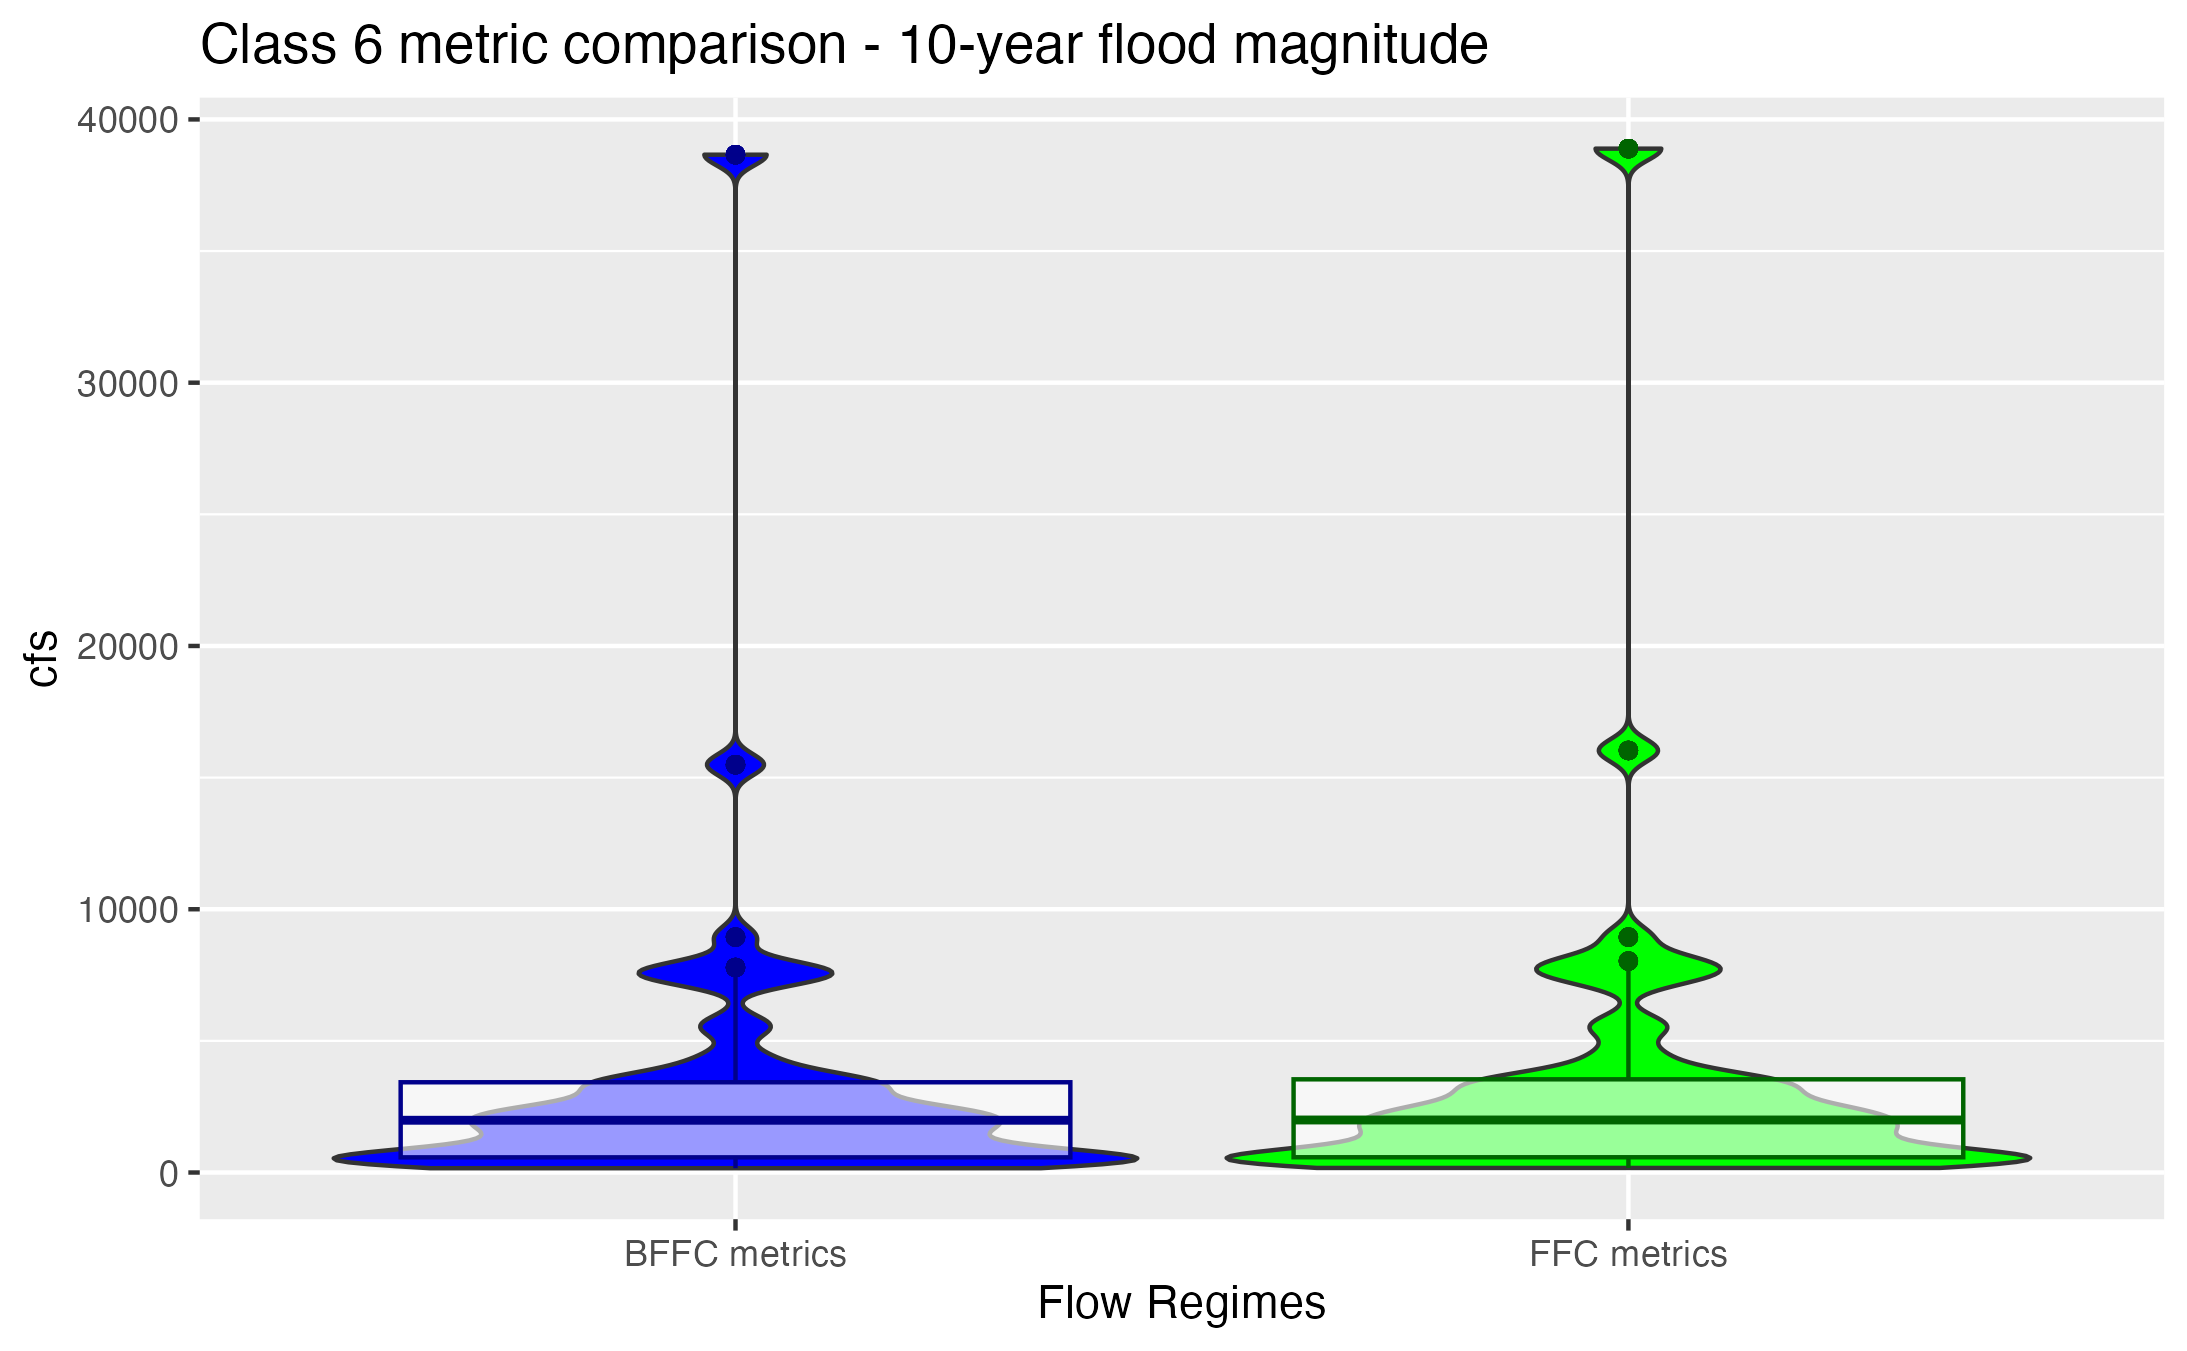 Class 6 metric comparison - 10-year flood magnitude
40000
30000
20000
10000
0
cfs
BFFC metrics
FFC metrics
Flow Regimes